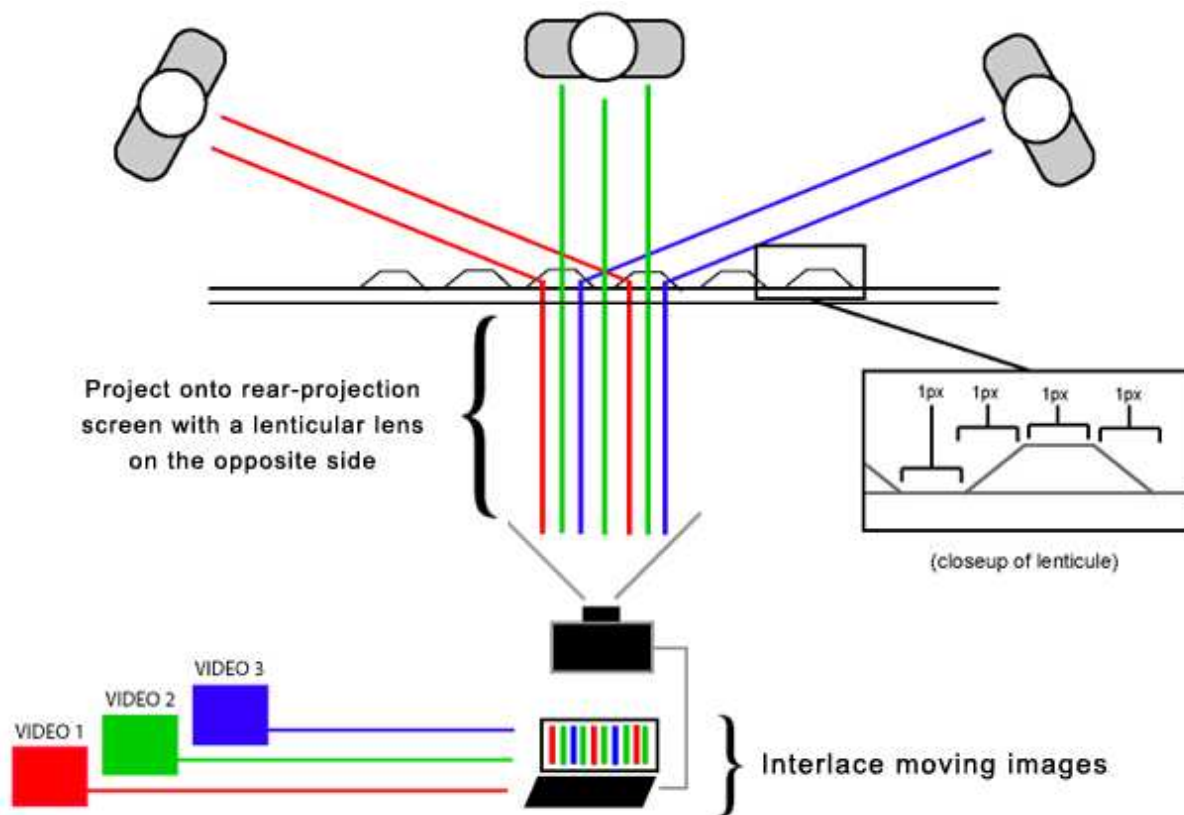 Project onto rear-projection
screen with a lenticular lens
on the opposite side
1px 1px 1px 1px
(closeup of lenticule)
VIDEO 3
VIDEO 2
VIDEO 1
Interlace moving images